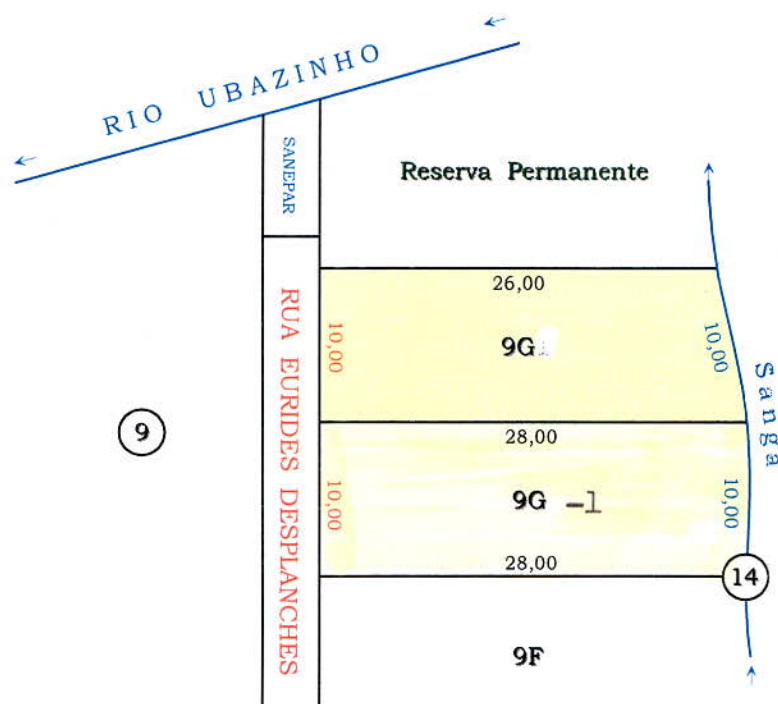 RIO UBAZINHO
SANEPAR
Reserva Permanente
26,00
RUA EURIDES DESPLANCHES
10,00
9G
10,00
Sanga
9
28,00
10,00
9G -1
10,00
28,00
14
9F